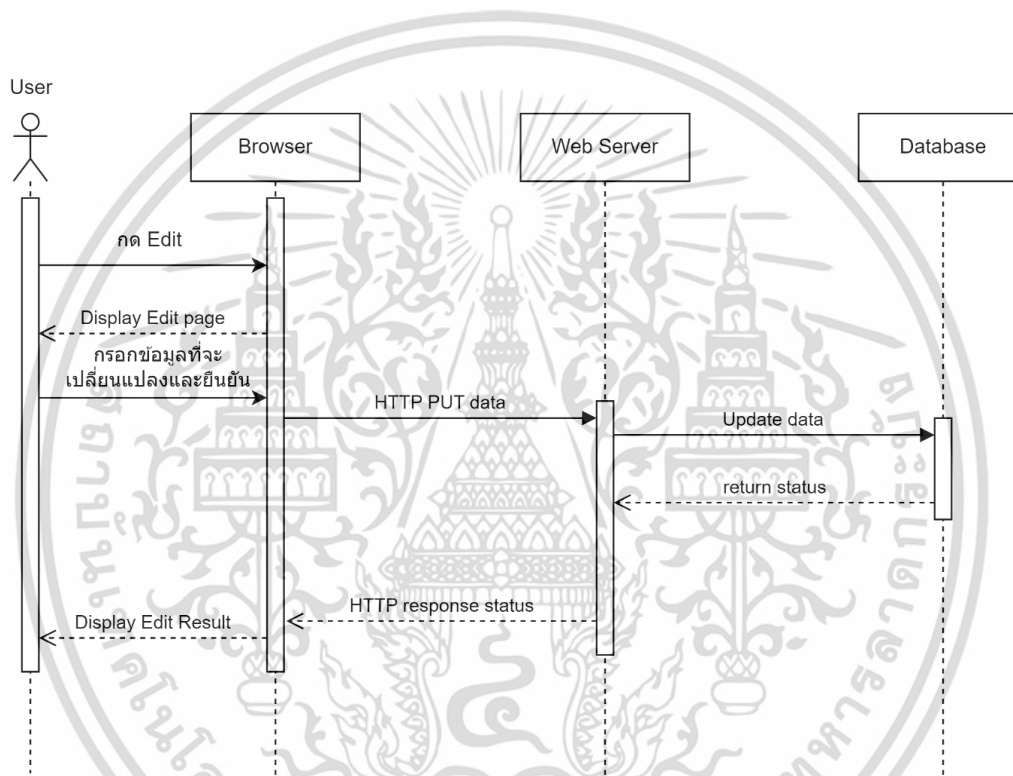 User
Browser
Web Server
Database
กด Edit
Display Edit page
กรอกข้อมูลที่จะ
เปลี่ยนแปลงและยืนยัน
HTTP PUT data
Update data
return status
HTTP response status
Display Edit Result